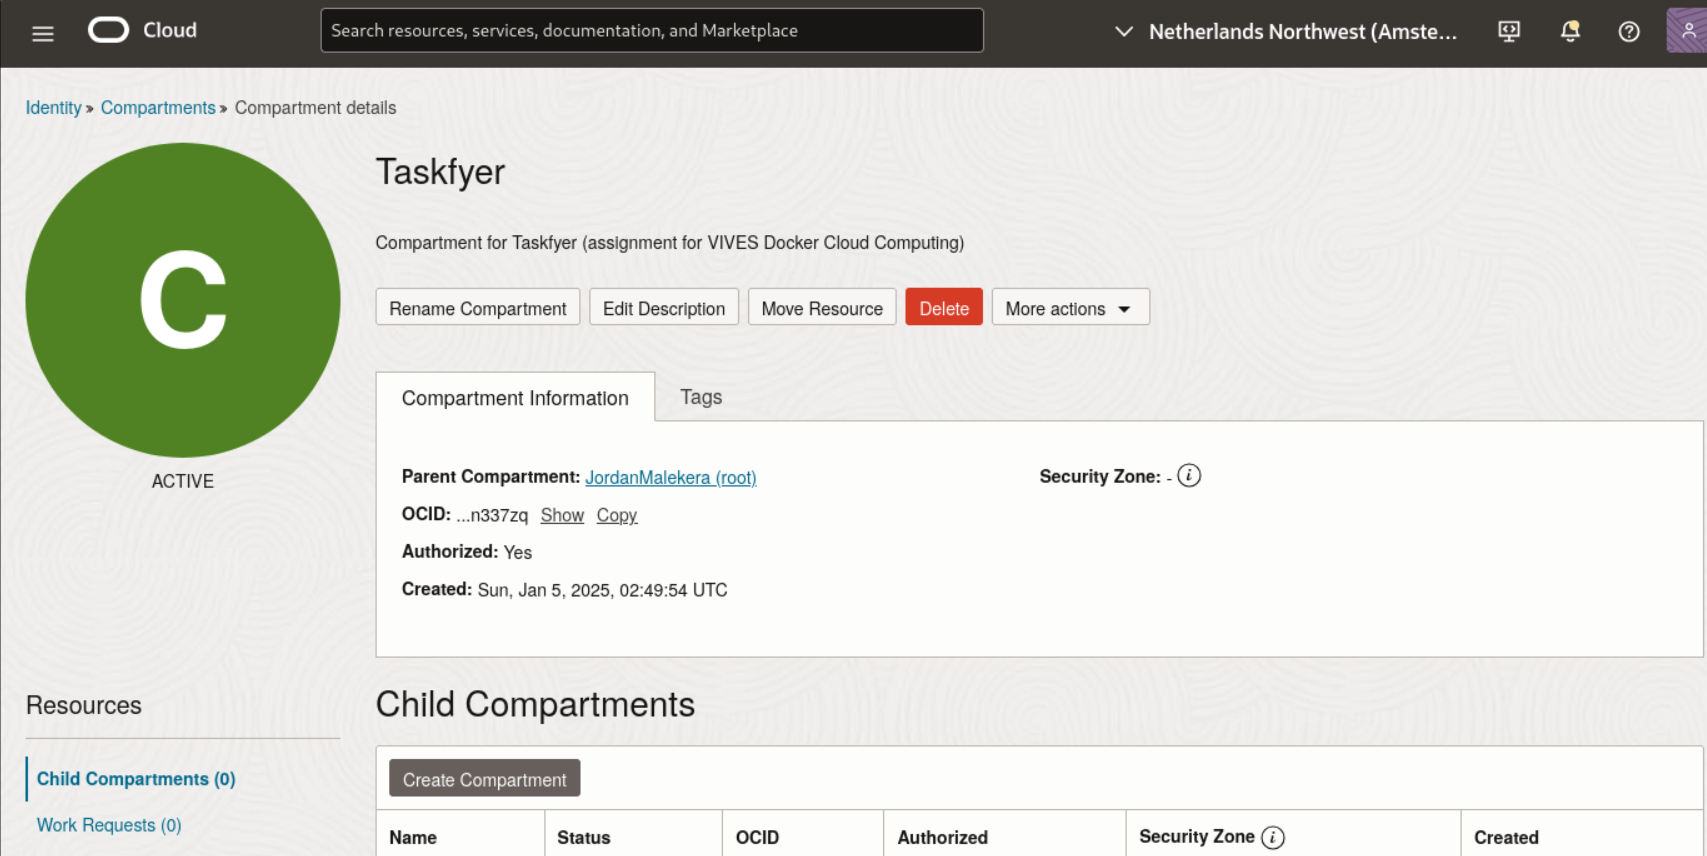 Cloud
Search resources, services, documentation, and Marketplace
Netherlands Northwest (Amste...
Identity » Compartments » Compartment details
C
ACTIVE
Taskfyer
Compartment for Taskfyer (assignment for VIVES Docker Cloud Computing)
Rename Compartment Edit Description Move Resource Delete More actions
Compartment Information Tags
Parent Compartment: JordanMalekera (root)
Security Zone: - i
OCID: ...n337zq Show Copy
Authorized: Yes
Created: Sun, Jan 5, 2025, 02:49:54 UTC
Resources
Child Compartments (0)
Work Requests (0)
Child Compartments
Create Compartment
Name Status OCID Authorized Security Zone i Created